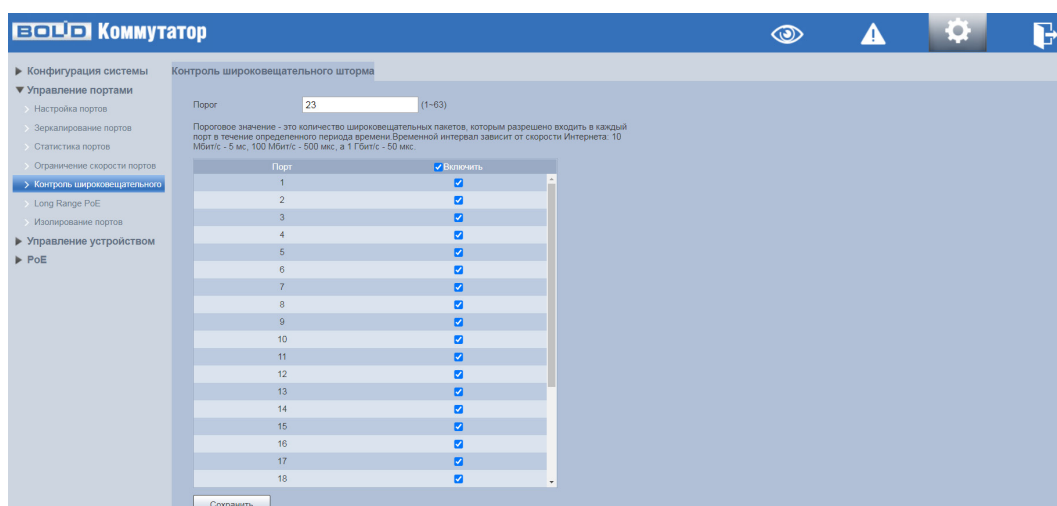 BOLID Коммутатор
Конфигурация системы
Управление портами
Настройка портов
Зеркалирование портов
Статистика портов
Ограничение скорости портов
Контроль широковещательного
Long Range PoE
Изолирование портов
Управление устройством
PoE
Контроль широковещательного шторма
Порог 23 (1~63)
Пороговое значение - это количество широковещательных пакетов, которым разрешено входить в каждый
порт в течение определенного периода времени.Временной интервал зависит от скорости Интернета: 10
Мбит/с - 5 мс, 100 Мбит/с - 500 мкс, а 1 Гбит/с - 50 мкс.
Порт Включить
1
2
3
4
5
6
7
8
9
10
11
12
13
14
15
16
17
18
Сохранить